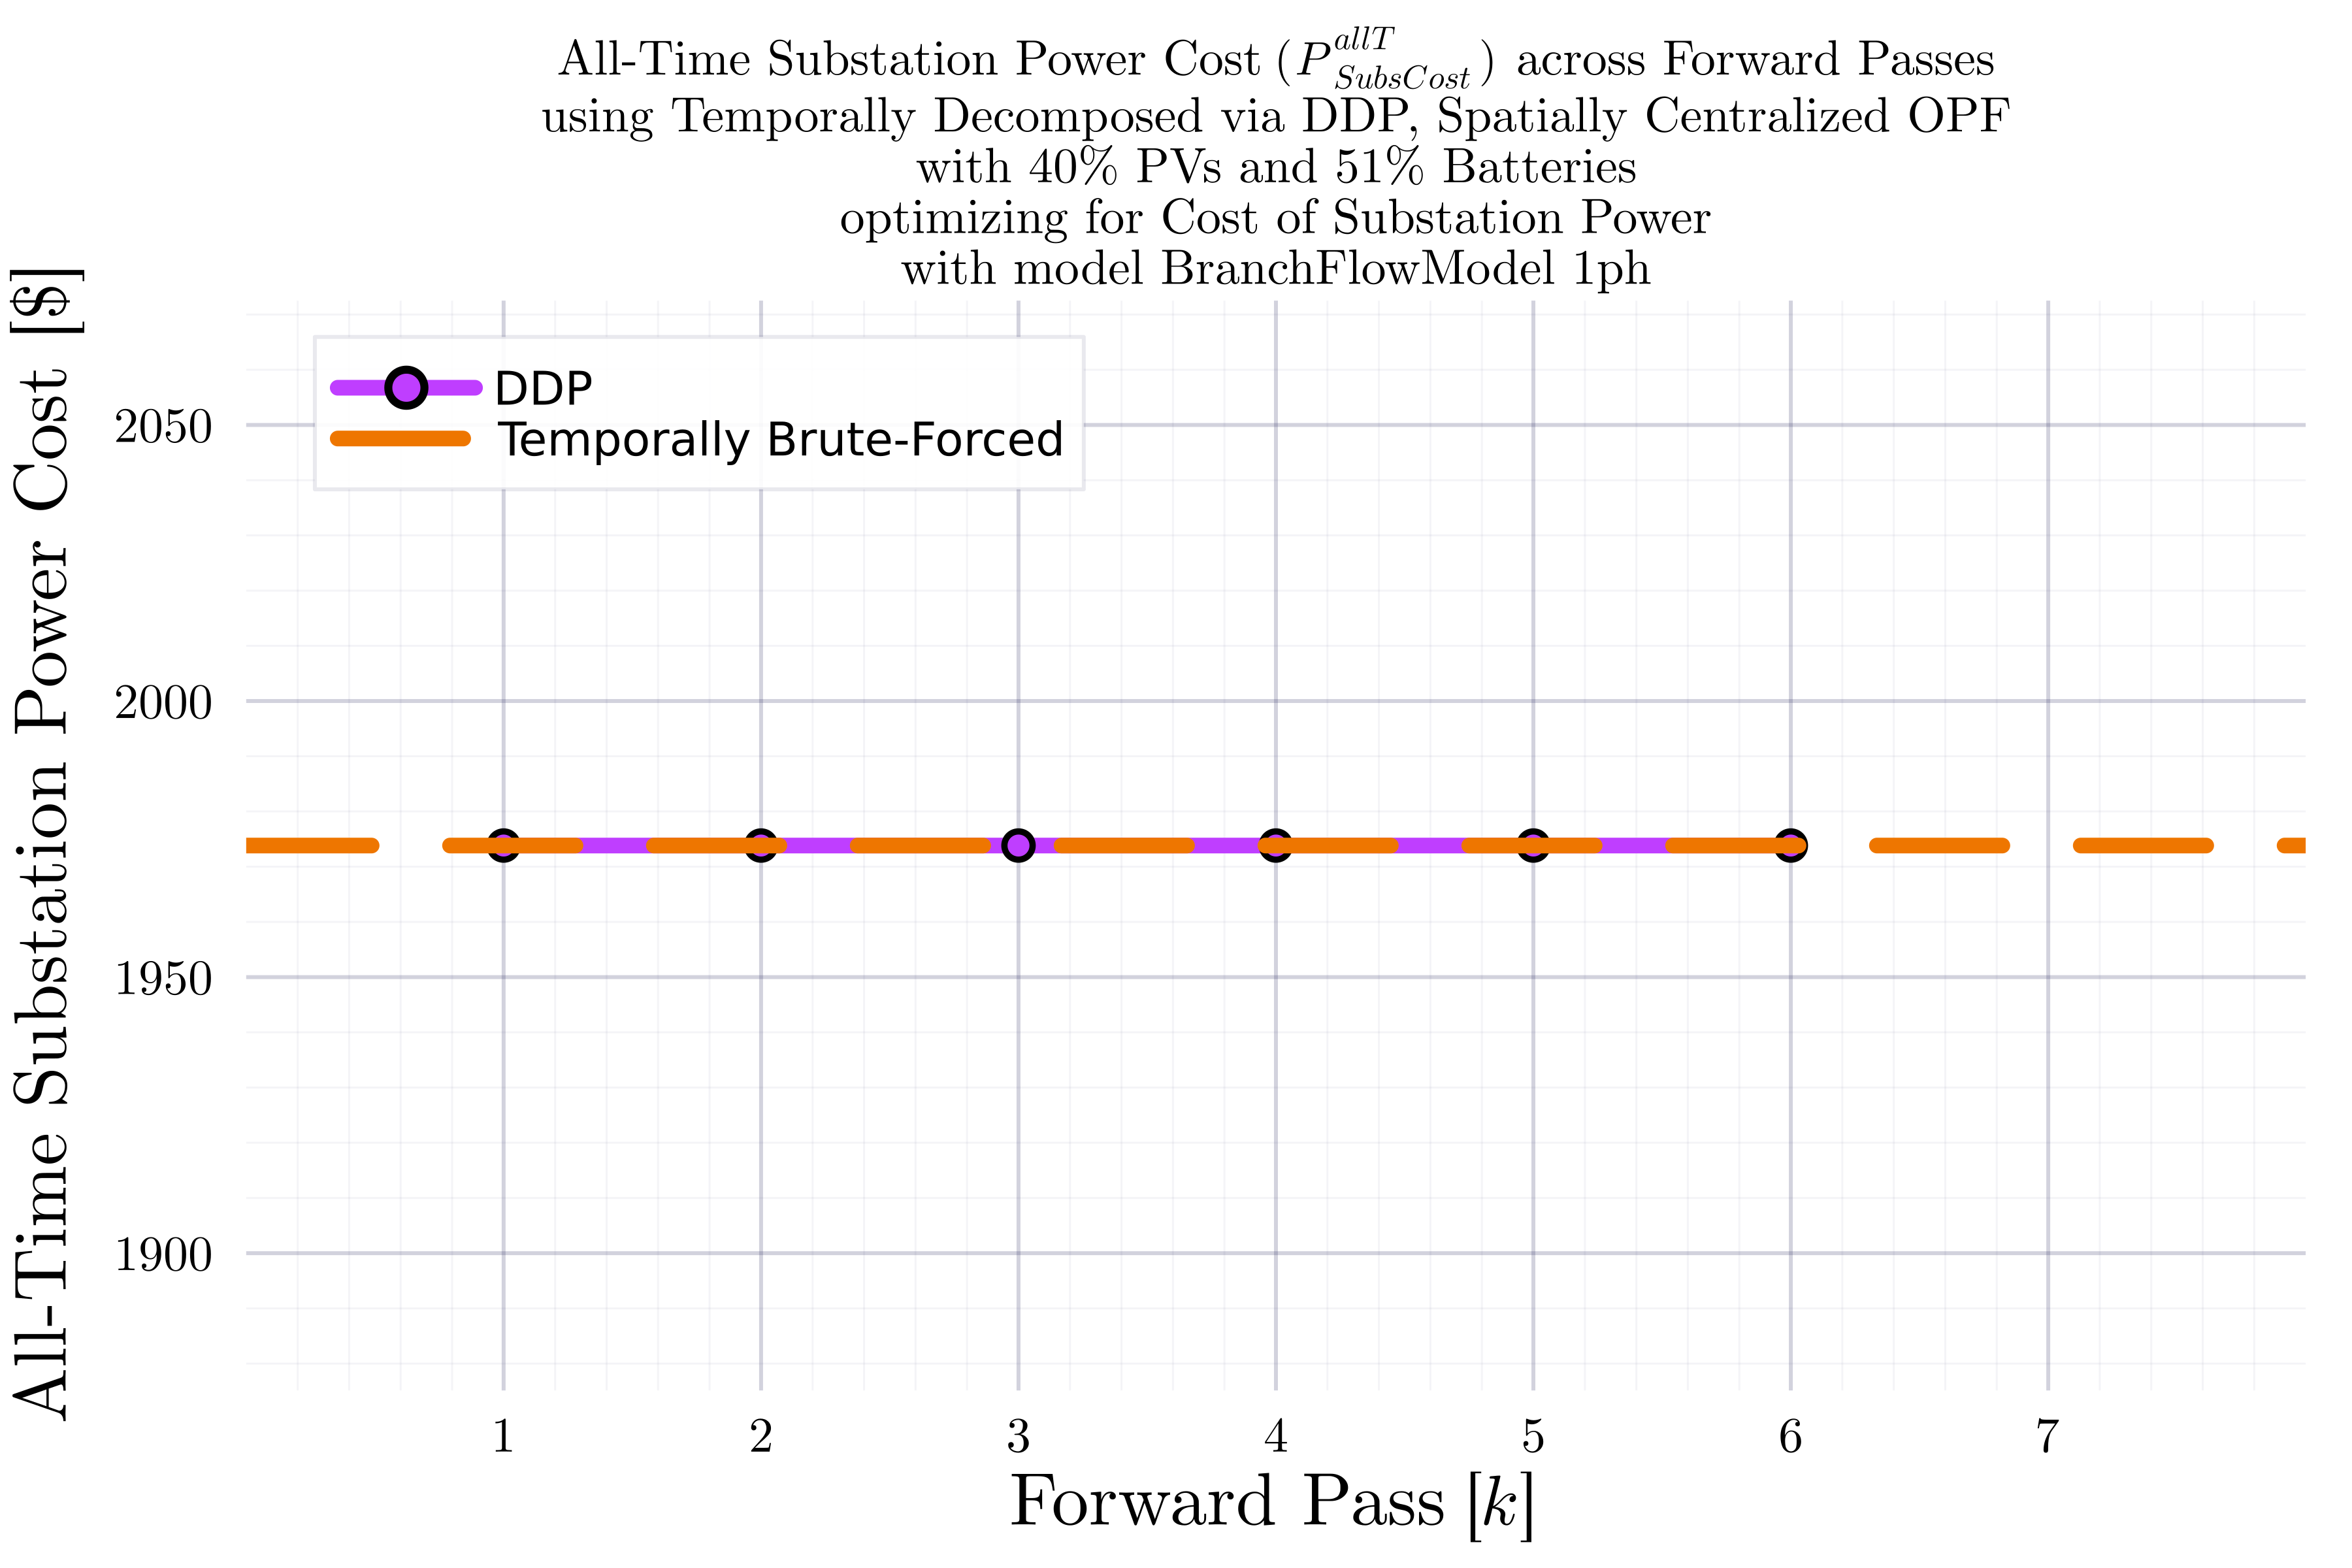 All-Time Substation Power Cost ($P^{allT}_{SubsCost}$) across Forward Passes
using Temporally Decomposed via DDP, Spatially Centralized OPF
with 40% PVs and 51% Batteries
optimizing for Cost of Substation Power
with model BranchFlowModel 1ph
All-Time Substation Power Cost [$]
DDP
Temporally Brute-Forced
2050
2000
1950
1900
1 2 3 4 5 6 7
Forward Pass [k]